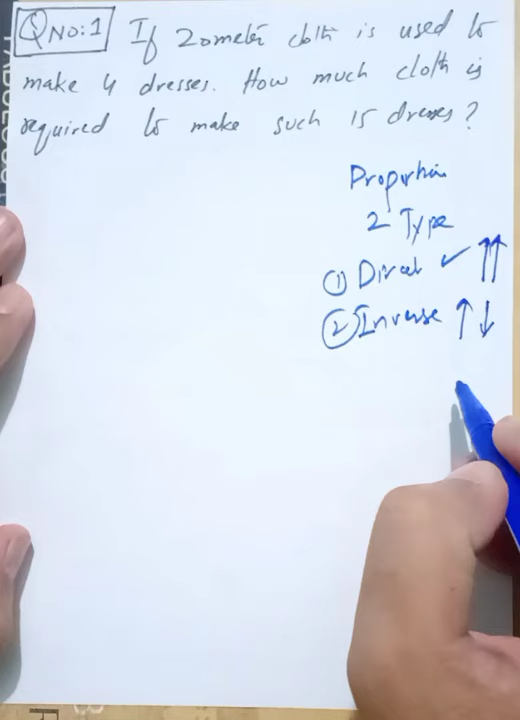 Q No:1 If 20meter cloth is used to
make 4 dresses. How much cloth is
required to make such 15 dresses?
Proportion
2 Type
① Direct ✓ ↑↑
② Inverse ↑↓